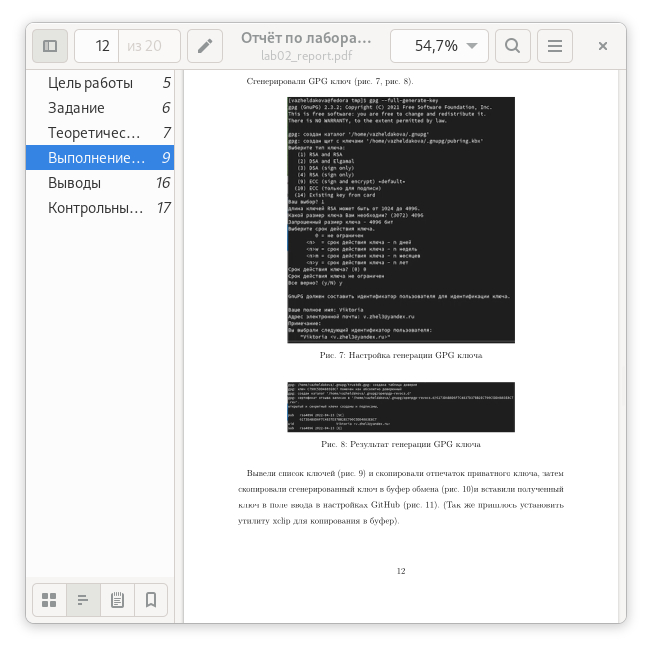 12
из 20
Отчёт по лабора...
lab02_report.pdf
54,7%
Цель работы 5
Задание 6
Теоретичес... 7
Выполнение... 9
Выводы 16
Контрольны... 17
Сгенерировали GPG ключ (рис. 7, рис. 8).
[vazheldakova@fedora tmp]$ gpg --full-generate-key
gpg (GnuPG) 2.3.2; Copyright (C) 2021 Free Software Foundation, Inc.
This is free software: you are free to change and redistribute it.
There is NO WARRANTY, to the extent permitted by law.
gpg: создан каталог '/home/vazheldakova/.gnupg'
gpg: создан щит с ключами '/home/vazheldakova/.gnupg/pubring.kbx'
Выберите тип ключа:
(1) RSA and RSA
(2) DSA and Elgamal
(3) DSA (sign only)
(4) RSA (sign only)
(9) ECC (sign and encrypt) *default*
(10) ECC (только для подписи)
(14) Existing key from card
Ваш выбор? 1
длина ключей RSA может быть от 1024 до 4096.
Какой размер ключа Вам необходим? (3072) 4096
Запрошенный размер ключа - 4096 бит
Выберите срок действия ключа.
0 = не ограничен
<n> = срок действия ключа - n дней
<n>w = срок действия ключа - n недель
<n>m = срок действия ключа - n месяцев
<n>y = срок действия ключа - n лет
Срок действия ключа? (0) 0
Срок действия ключа не ограничен
Все верно? (y/N) y
GnuPG должен составить идентификатор пользователя для идентификации ключа.
Ваше полное имя: Viktoria
Адрес электронной почты: v.zhel3@yandex.ru
Примечание:
Вы выбрали следующий идентификатор пользователя:
"Viktoria <v.zhel3@yandex.ru>"
Рис. 7: Настройка генерации GPG ключа
Рис. 8: Результат генерации GPG ключа
Вывели список ключей (рис. 9) и скопировали отпечаток приватного ключа, затем
скопировали сгенерированный ключ в буфер обмена (рис. 10)и вставили полученный
ключ в поле ввода в настройках GitHub (рис. 11). (Так же пришлось установить
утилиту xclip для копирования в буфер).
12